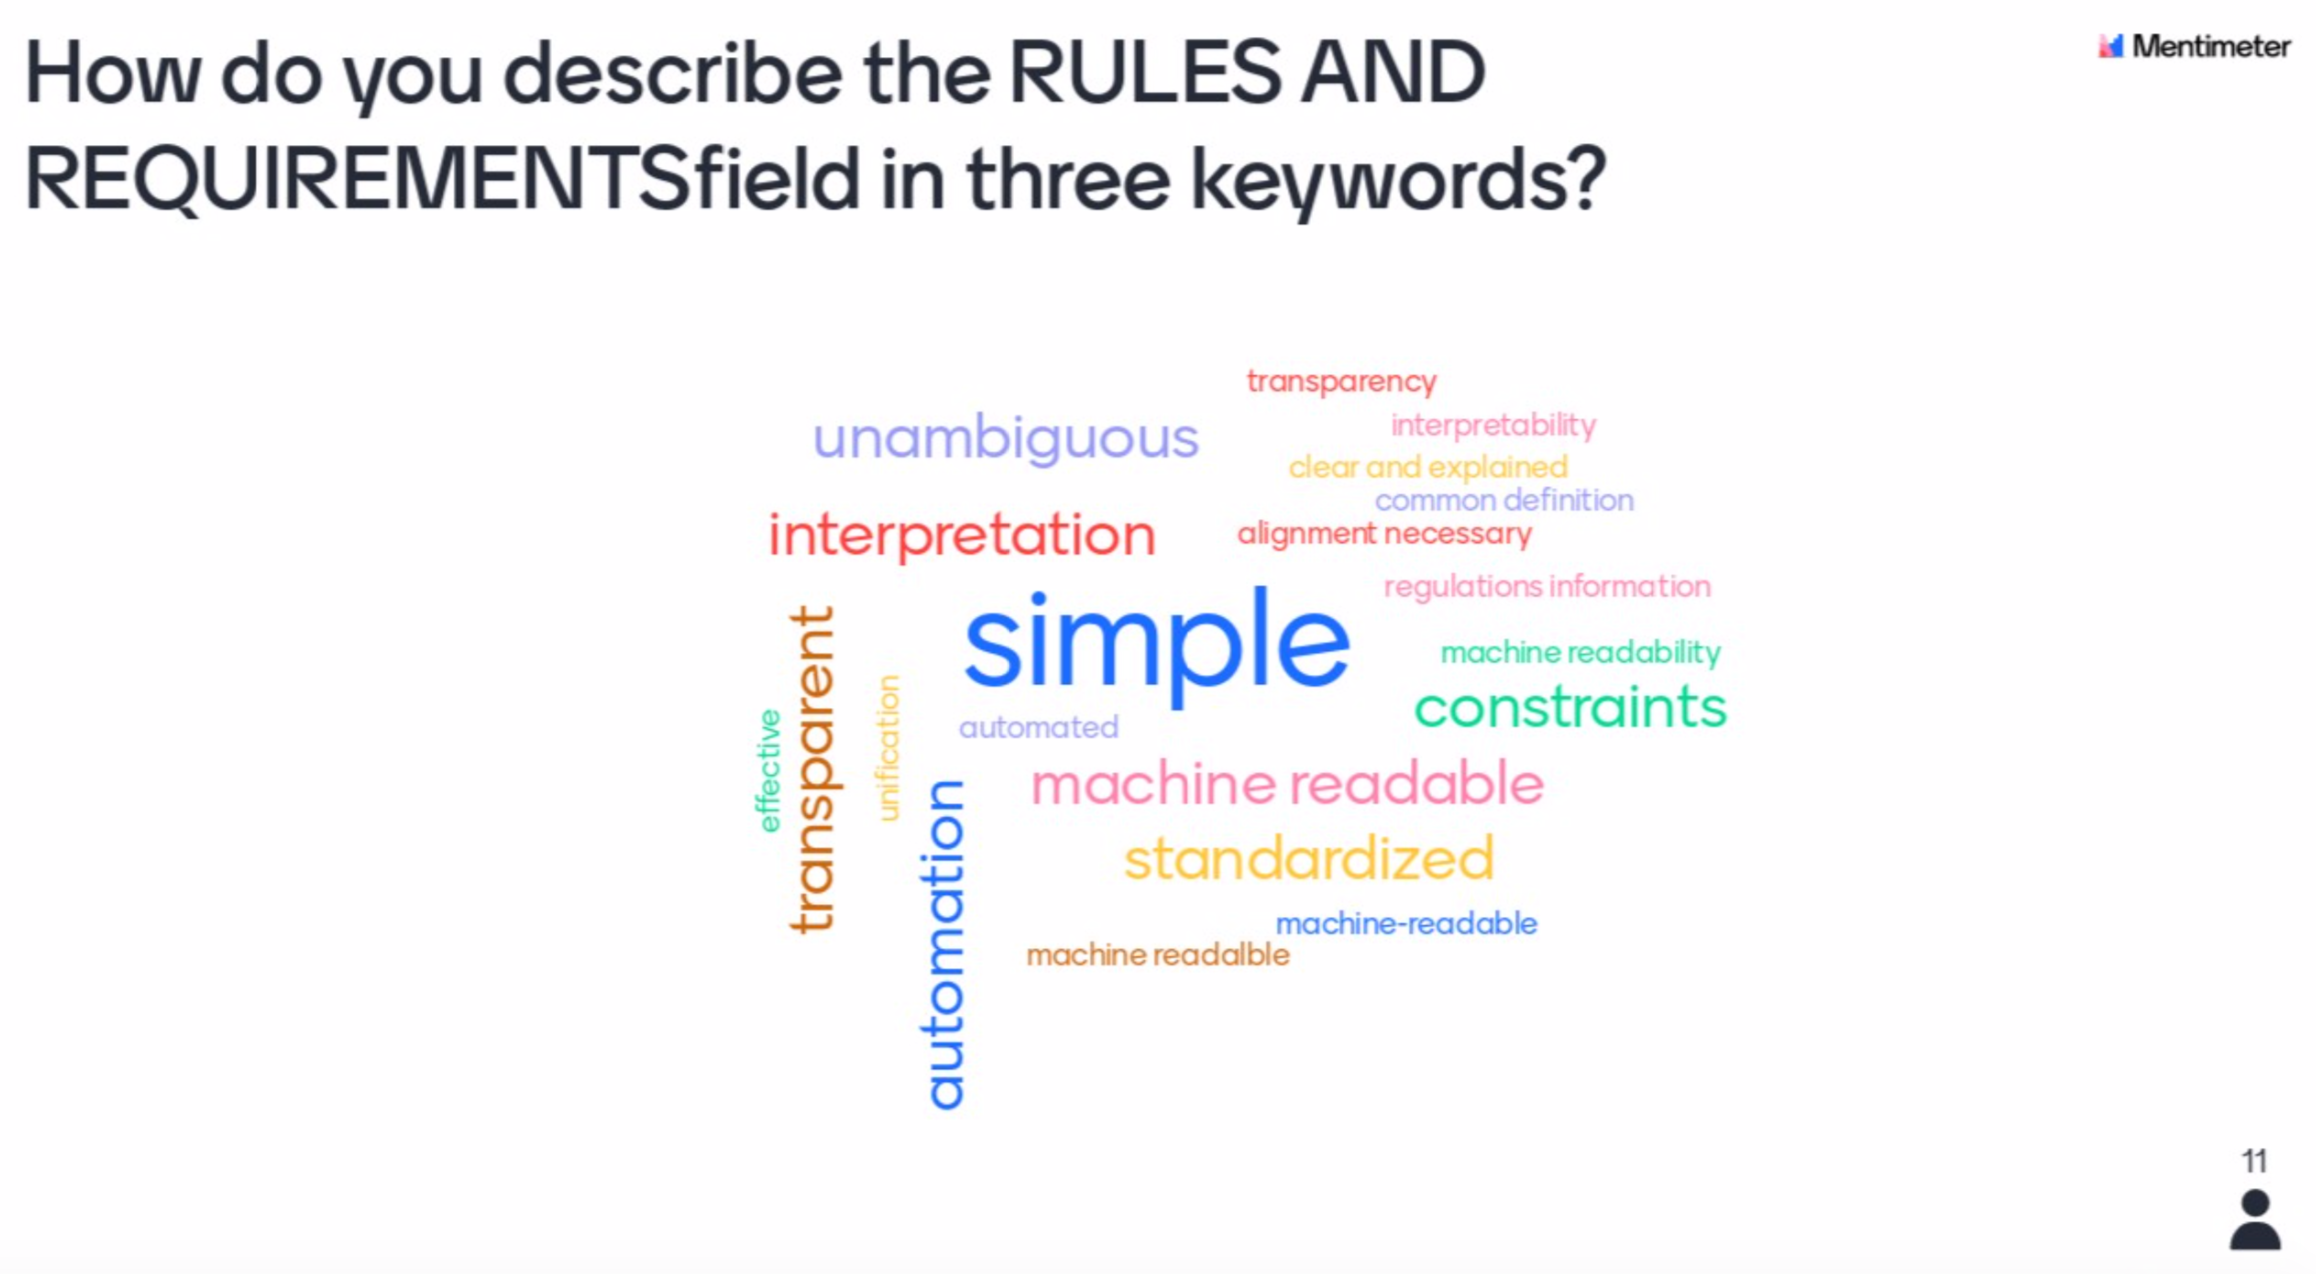 How do you describe the RULES AND
REQUIREMENTSfield in three keywords?
Mentimeter
transparency
unambiguous
interpretability
clear and explained
common definition
interpretation
alignment necessary
regulations information
simple
transparent
machine readability
constraints
effective
unification
automated
machine readable
automation
standardized
machine-readable
machine readalble
11